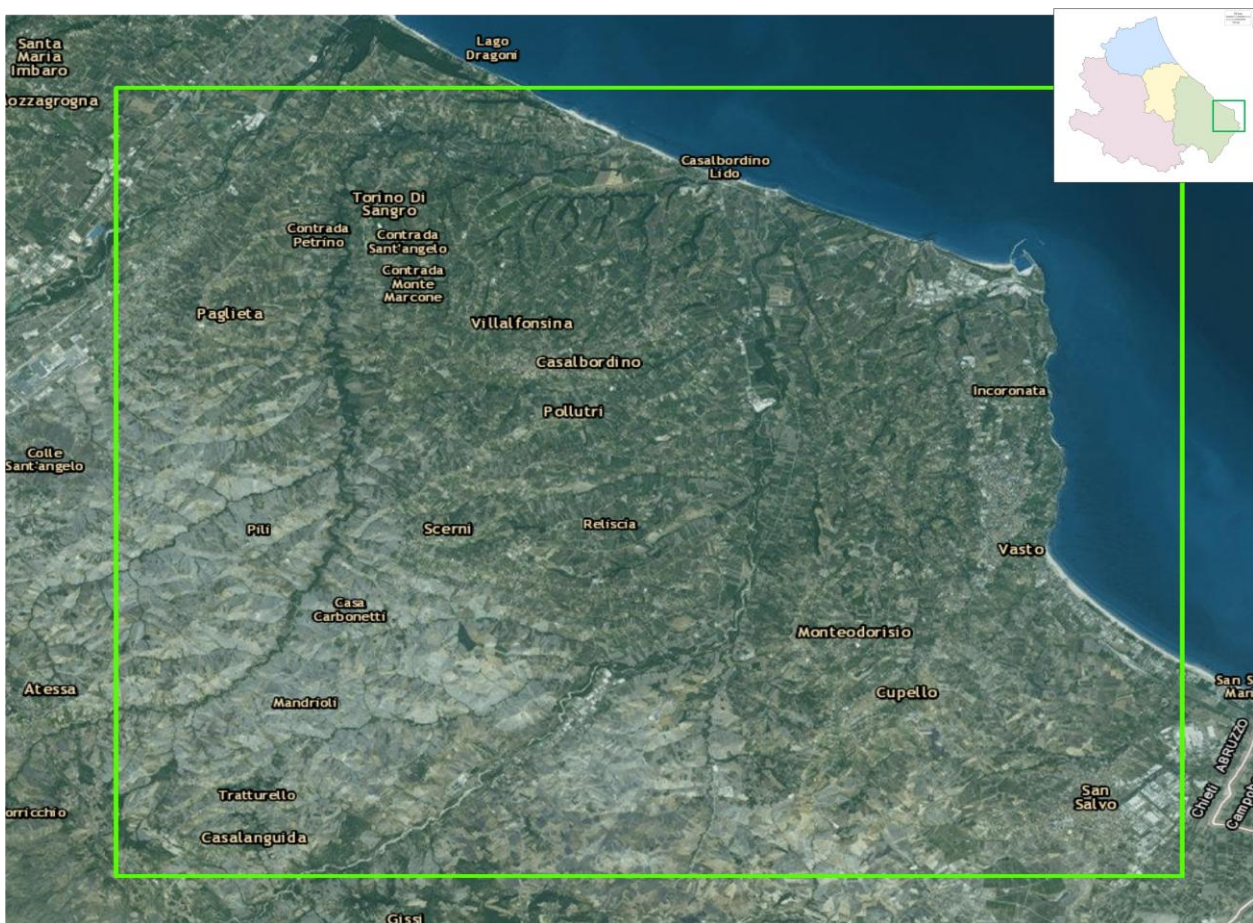 Santa
Maria
Imbaro
Lago
Dragoni
Casalbordino
Lido
Torino Di
Sangro
Contrada
Petrino
Contrada
Sant'angelo
Contrada
Monte
Marcone
Paglieta
Villalfonsina
Casalbordino
Incoronata
Pollutri
Colle
Sant'angelo
Pili
Scerni
Reliscia
Vasto
Casa
Carbonetti
Monteodorisio
Atessa
Mandrioli
Cupello
San S
Mar
Tratturello
San
Salvo
Chieti ABRUZZO
Campob
orricchio
Casalanguida
Gissi